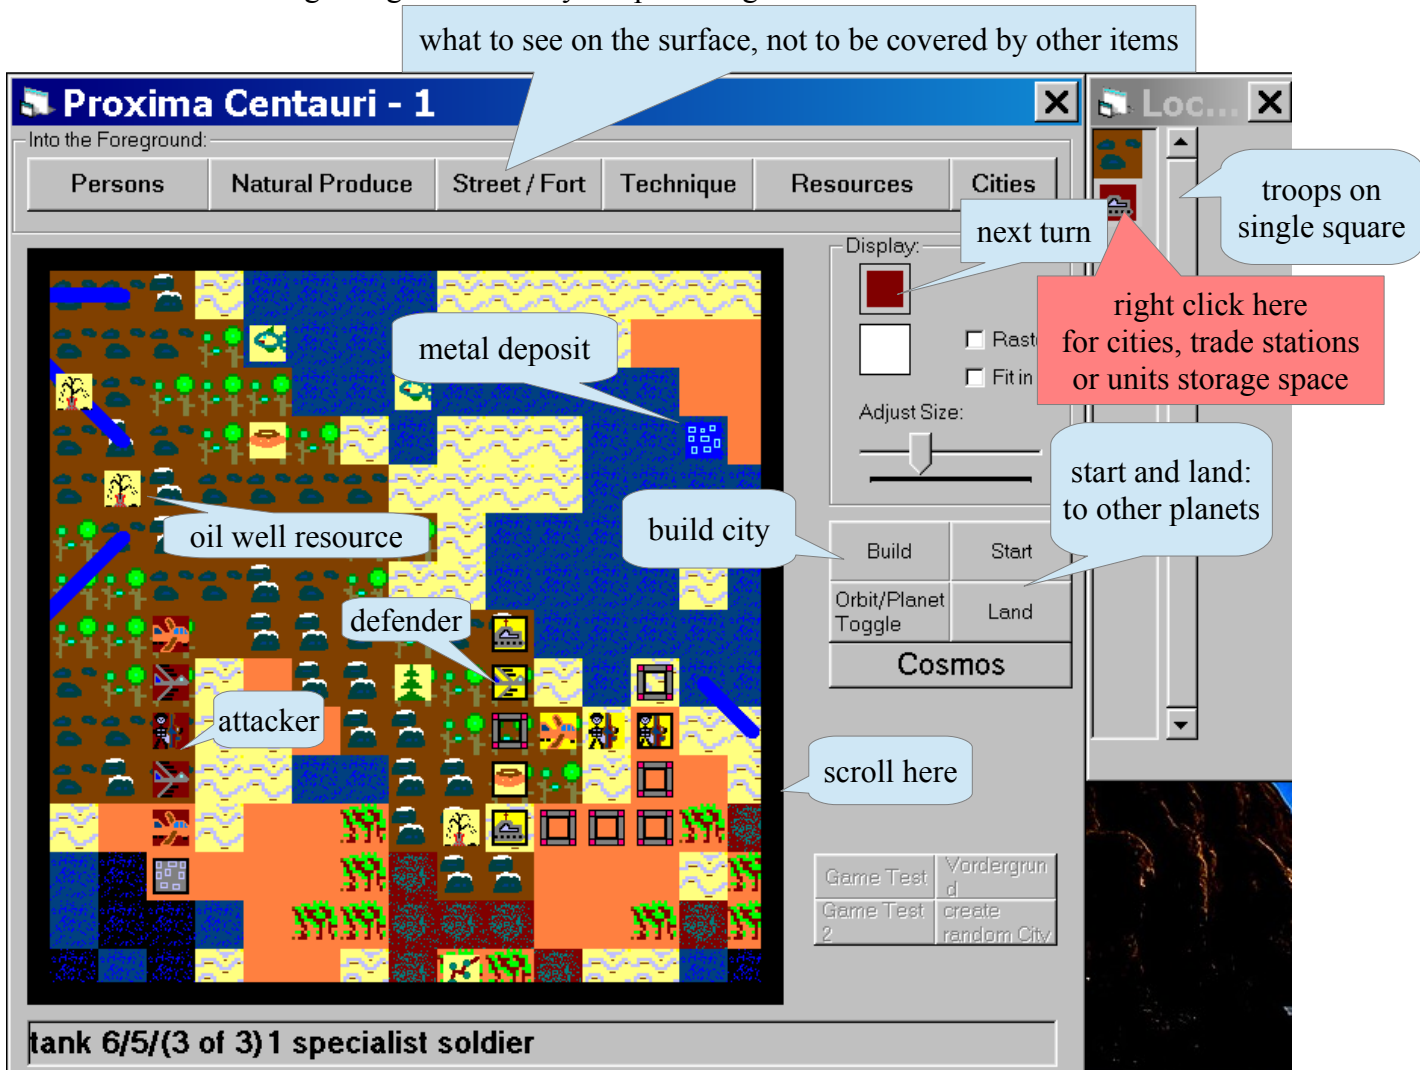 what to see on the surface, not to be covered by other items
Proxima Centauri - 1
Loc...
Into the Foreground:
Persons
Natural Produce
Street / Fort
Technique
Resources
Cities
troops on
single square
next turn
Display:
right click here
for cities, trade stations
or units storage space
metal deposit
Fit in
Adjust Size:
start and land:
to other planets
oil well resource
build city
Build
Start
Orbit/Planet
Toggle
Land
Cosmos
defender
attacker
scroll here
Game Test
Vordergrun
d
Game Test
2
create
random City
tank 6/5/(3 of 3) 1 specialist soldier